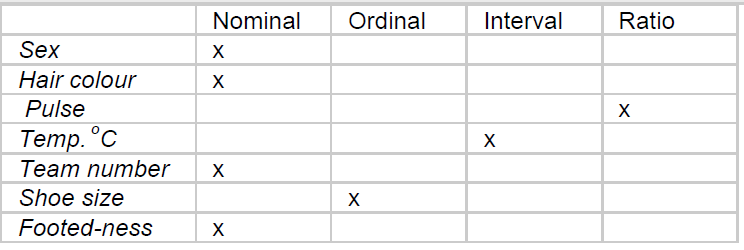 Nominal Ordinal Interval Ratio
Sex x
Hair colour x
Pulse x
Temp. °C x
Team number x
Shoe size x
Footed-ness x